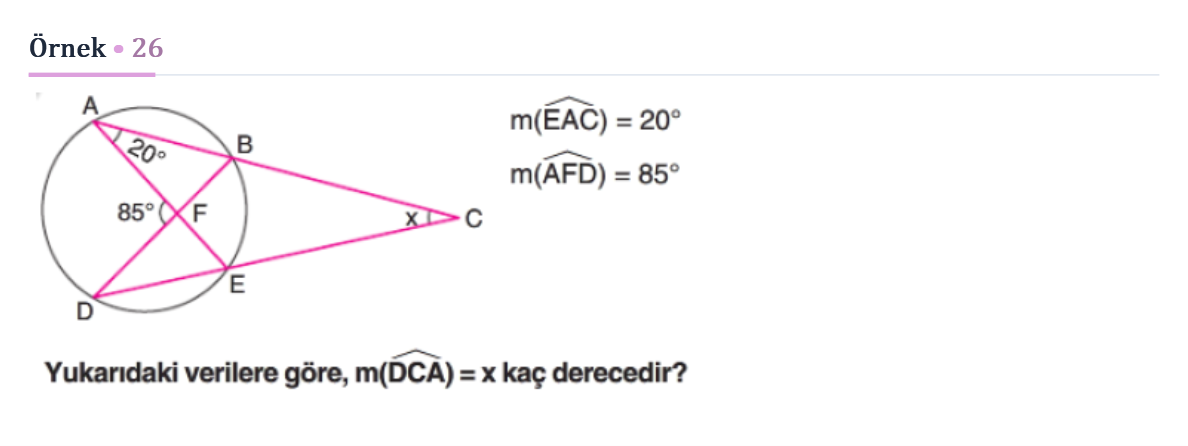 Örnek • 26
A
B
20°
85°
F
x
C
E
D
m(EAC) = 20°
m(AFD) = 85°
Yukarıdaki verilere göre, m(DCA) = x kaç derecedir?